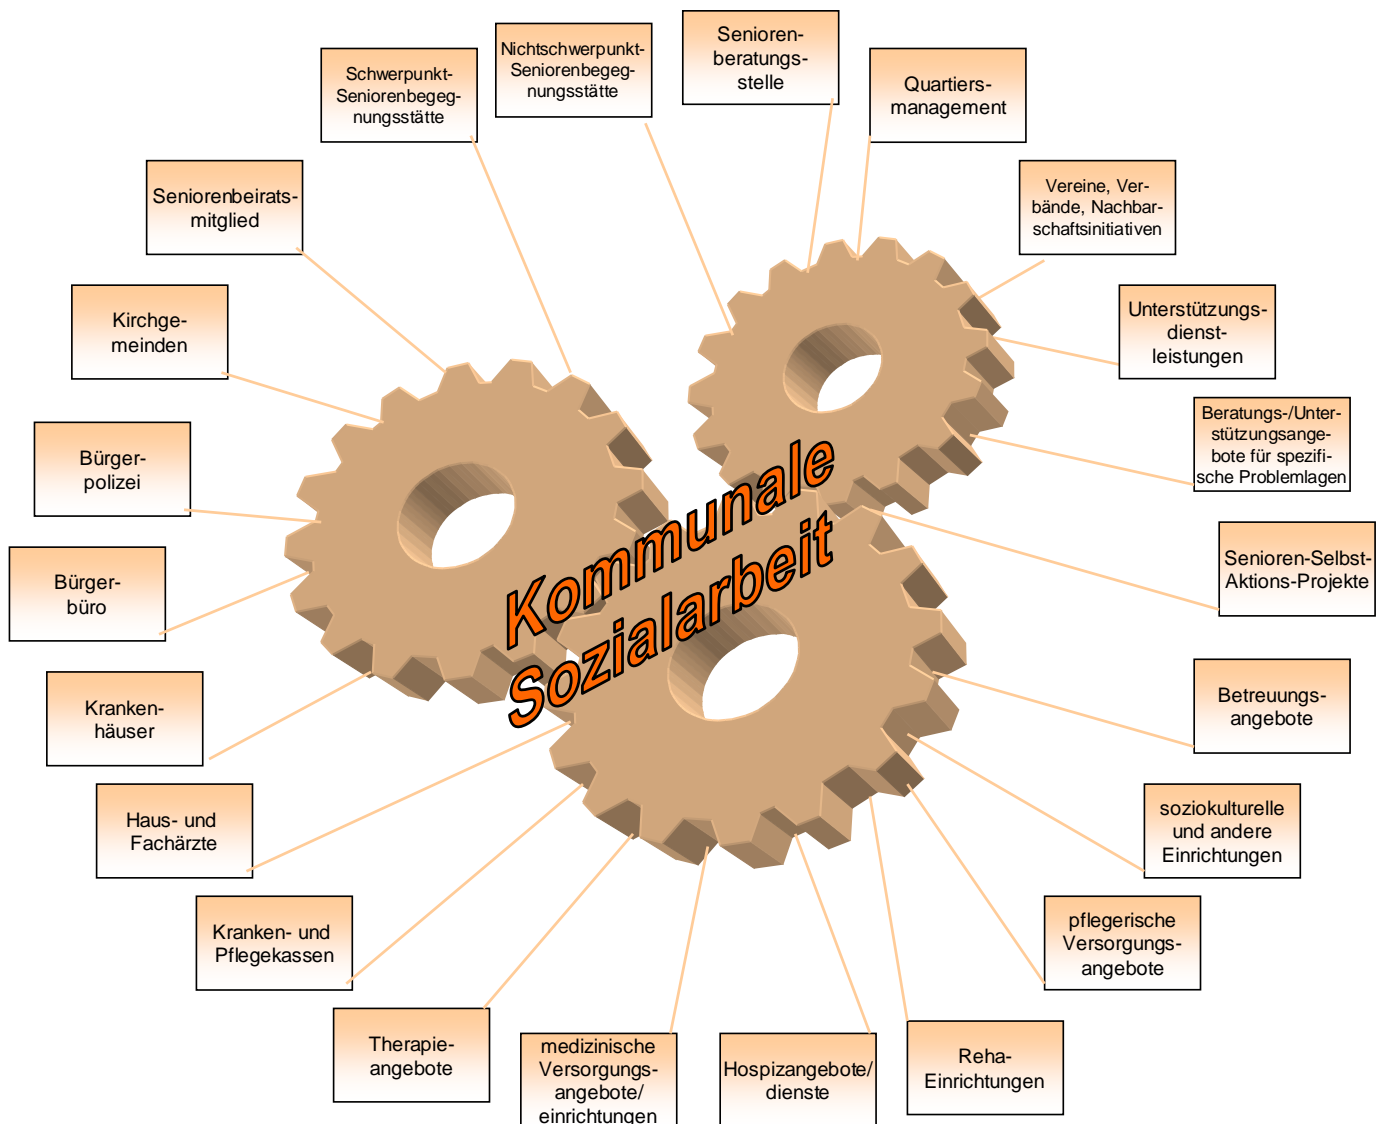 Nichtschwerpunkt-
Seniorenbegeg-
nungsstätte
Senioren-
beratungs-
stelle
Quartiers-
management
Schwerpunkt-
Seniorenbegeg-
nungsstätte
Vereine, Ver-
bände, Nachbar-
schaftsinitiativen
Seniorenbeirats-
mitglied
Unterstützungs-
dienst-
leistungen
Kirchge-
meinden
Beratungs-/Unter-
stützungsange-
bote für spezifi-
sche Problemlagen
Bürger-
polizei
Kommunale
Sozialarbeit
Senioren-Selbst-
Aktions-Projekte
Bürger-
büro
Betreuungs-
angebote
Kranken-
häuser
soziokulturelle
und andere
Einrichtungen
Haus- und
Fachärzte
pflegerische
Versorgungs-
angebote
Kranken- und
Pflegekassen
Therapie-
angebote
medizinische
Versorgungs-
angebote/
einrichtungen
Hospizangebote/
dienste
Reha-
Einrichtungen